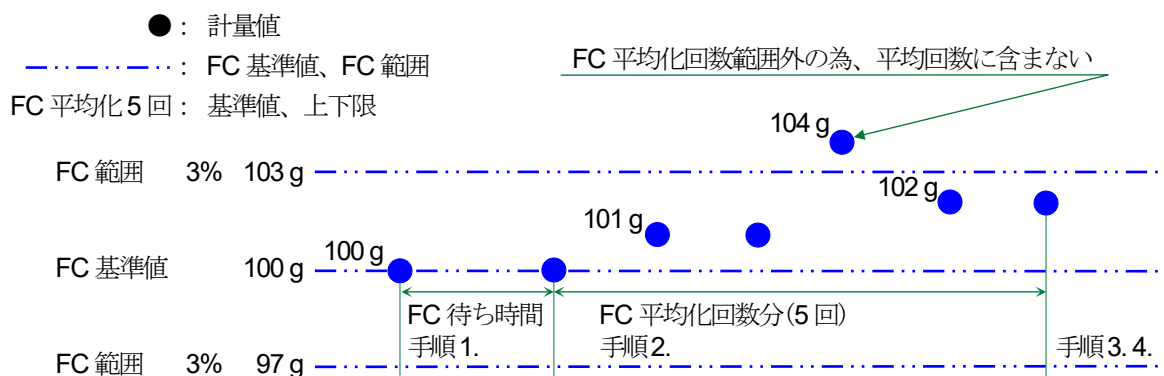 ●： 計量値
： FC 基準値、FC 範囲
FC 平均化 5 回： 基準値、上下限
FC 平均化回数範囲外の為、平均回数に含まない
104 g
FC 範囲 3% 103 g
102 g
101 g
100 g
FC 基準値 100 g
FC 待ち時間
手順 1.
FC 平均化回数分(5 回)
手順 2.
手順 3. 4.
FC 範囲 3% 97 g